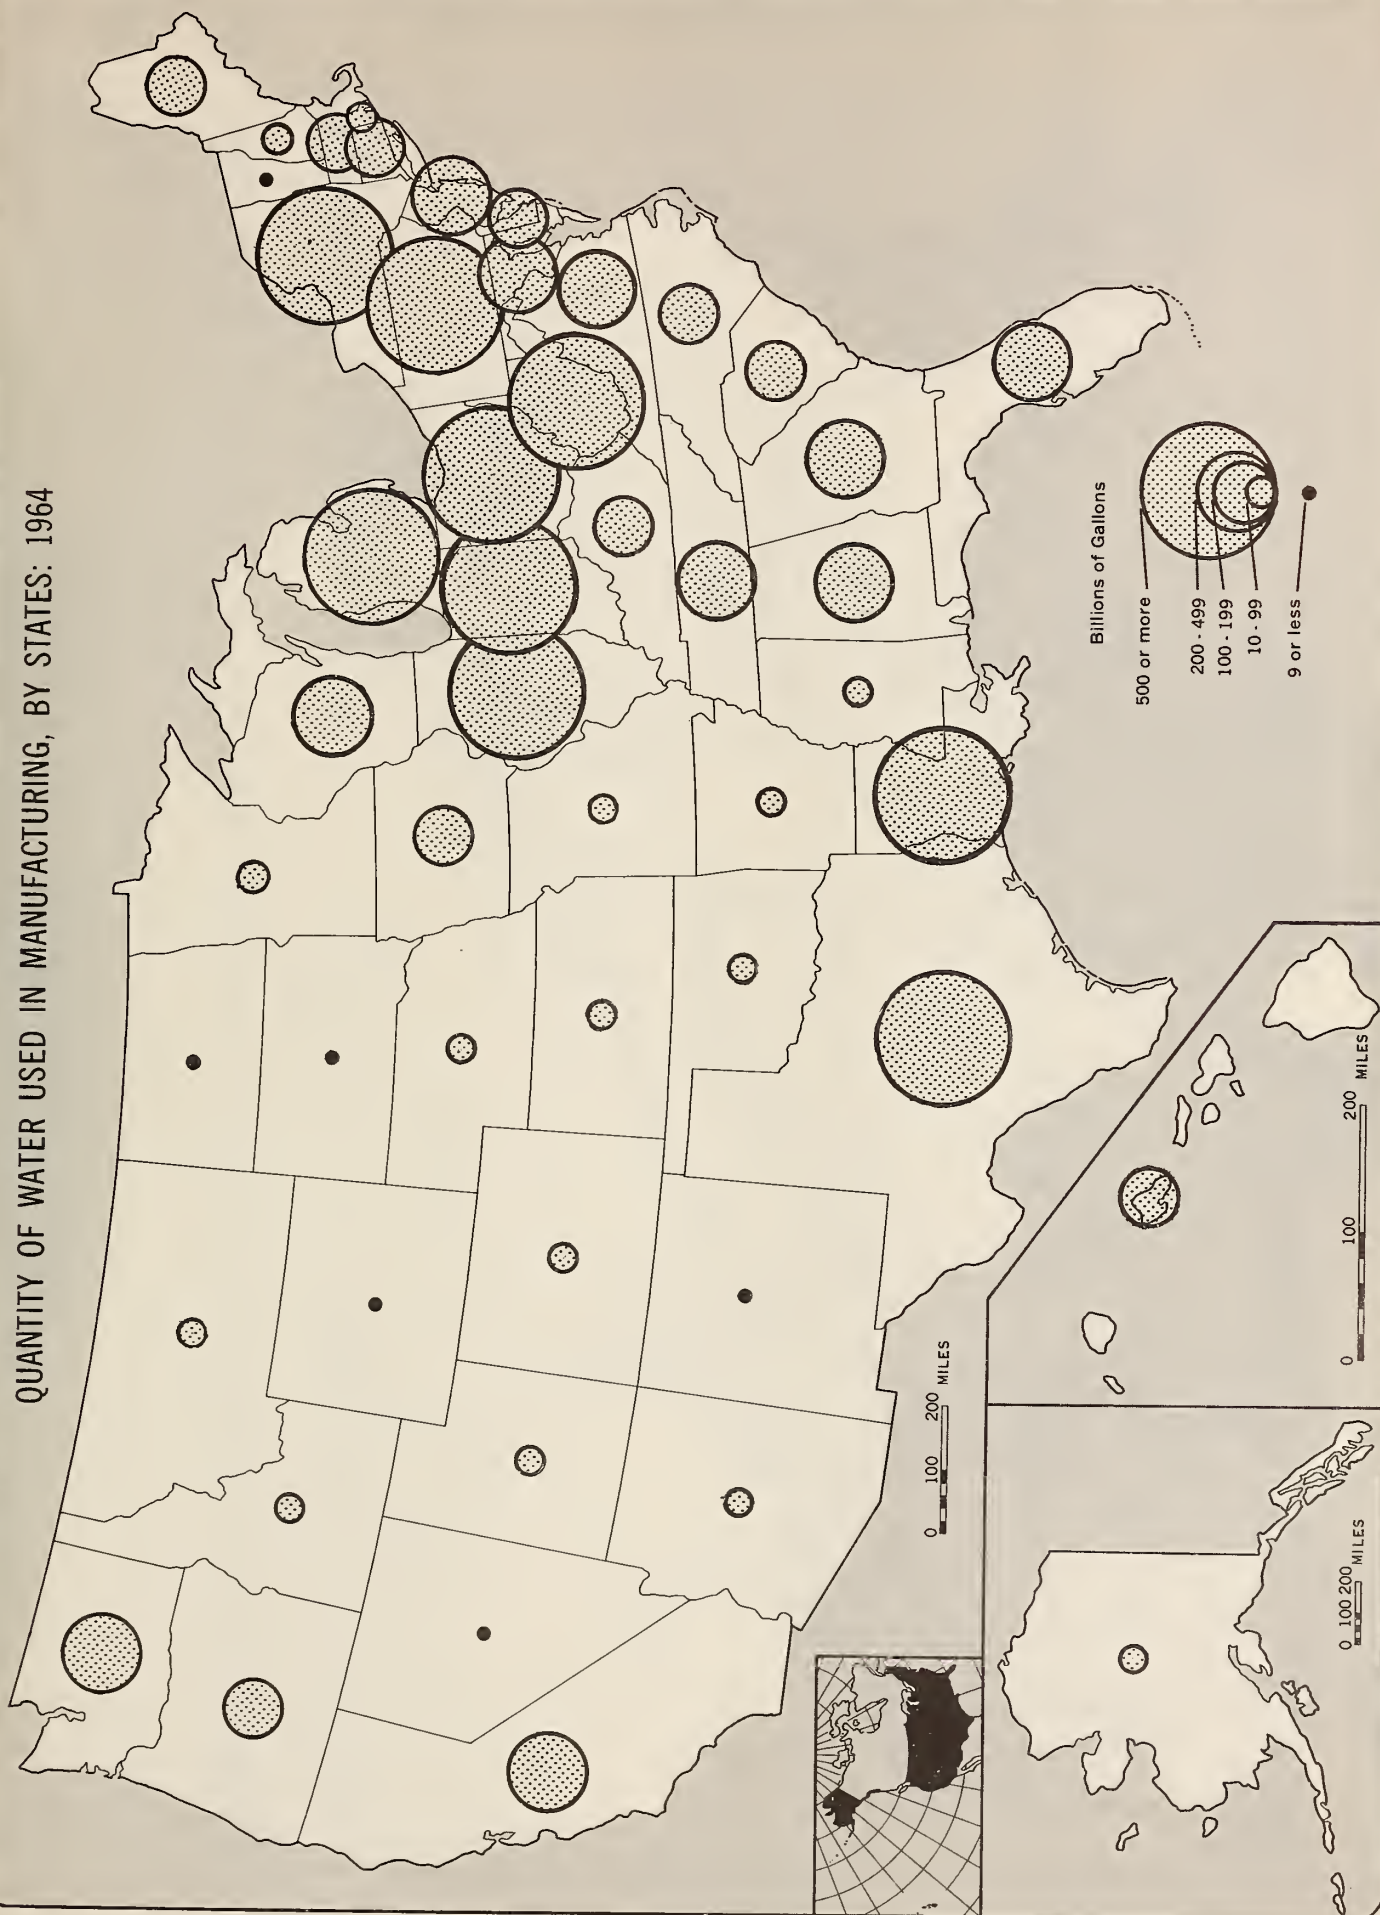 QUANTITY OF WATER USED IN MANUFACTURING, BY STATES: 1964
Billions of Gallons
500 or more
200 - 499
100 - 199
10 - 99
9 or less
0 100 200 MILES
0 100 200 MILES
0 100 200 MILES